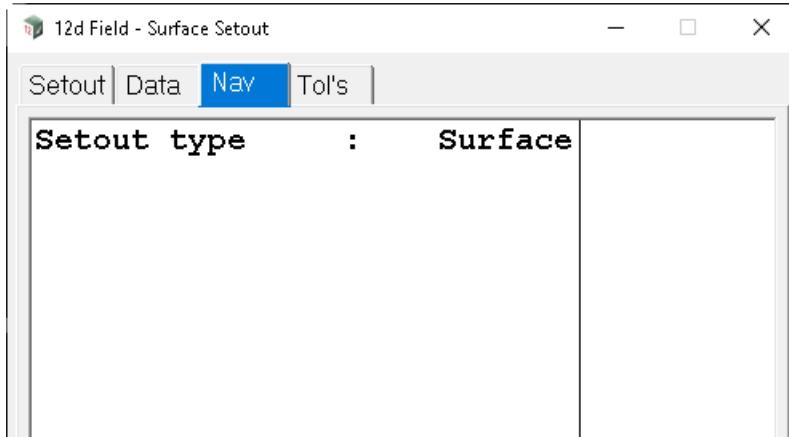 12d Field - Surface Setout
Setout Data Nav Tol's
Setout type : Surface